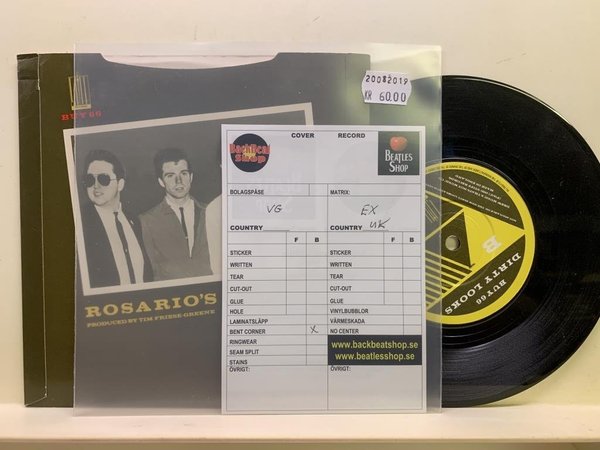 BUY 66
ROSARIO'S
PRODUCED BY TIM FRIESE-GREENE
20082019
KR 60.00
COVER RECORD
BackBeat
Shop
BEATLES
SHOP
BOLAGSPÅSE MATRIX:
VG EX
COUNTRY COUNTRY UK
F B F B
STICKER STICKER
WRITTEN WRITTEN
TEAR TEAR
CUT-OUT CUT-OUT
GLUE GLUE
HOLE VINYLBUBBLOR
LAMINATSLÄPP VÄRMESKADA
BENT CORNER X NO CENTER
RINGWEAR
SEAM SPLIT
STAINS
ÖVRIGT: ÖVRIGT:
www.backbeatshop.se
www.beatlesshop.se
B
DIRTY LOOKS
BUY 66